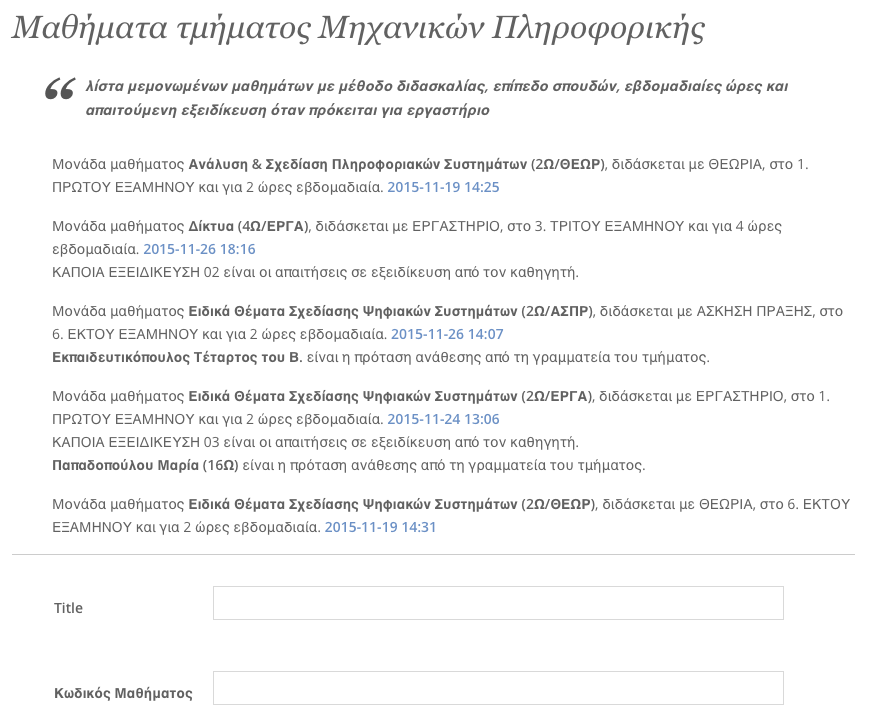 Μαθήματα τμήματος Μηχανικών Πληροφορικής
“ λίστα μεμονωμένων μαθημάτων με μέθοδο διδασκαλίας, επίπεδο σπουδών, εβδομαδιαίες ώρες και
απαιτούμενη εξειδίκευση όταν πρόκειται για εργαστήριο
Μονάδα μαθήματος Ανάλυση & Σχεδίαση Πληροφοριακών Συστημάτων (2Ω/ΘΕΩΡ), διδάσκεται με ΘΕΩΡΙΑ, στο 1.
ΠΡΩΤΟΥ ΕΞΑΜΗΝΟΥ και για 2 ώρες εβδομαδιαία. 2015-11-19 14:25
Μονάδα μαθήματος Δίκτυα (4Ω/ΕΡΓΑ), διδάσκεται με ΕΡΓΑΣΤΗΡΙΟ, στο 3. ΤΡΙΤΟΥ ΕΞΑΜΗΝΟΥ και για 4 ώρες
εβδομαδιαία. 2015-11-26 18:16
ΚΑΠΟΙΑ ΕΞΕΙΔΙΚΕΥΣΗ 02 είναι οι απαιτήσεις σε εξειδίκευση από τον καθηγητή.
Μονάδα μαθήματος Ειδικά Θέματα Σχεδίασης Ψηφιακών Συστημάτων (2Ω/ΑΣΠΡ), διδάσκεται με ΑΣΚΗΣΗ ΠΡΑΞΗΣ, στο
6. ΕΚΤΟΥ ΕΞΑΜΗΝΟΥ και για 2 ώρες εβδομαδιαία. 2015-11-26 14:07
Εκπαιδευτικόπουλος Τέταρτος του Β. είναι η πρόταση ανάθεσης από τη γραμματεία του τμήματος.
Μονάδα μαθήματος Ειδικά Θέματα Σχεδίασης Ψηφιακών Συστημάτων (2Ω/ΕΡΓΑ), διδάσκεται με ΕΡΓΑΣΤΗΡΙΟ, στο 1.
ΠΡΩΤΟΥ ΕΞΑΜΗΝΟΥ και για 2 ώρες εβδομαδιαία. 2015-11-24 13:06
ΚΑΠΟΙΑ ΕΞΕΙΔΙΚΕΥΣΗ 03 είναι οι απαιτήσεις σε εξειδίκευση από τον καθηγητή.
Παπαδοπούλου Μαρία (16Ω) είναι η πρόταση ανάθεσης από τη γραμματεία του τμήματος.
Μονάδα μαθήματος Ειδικά Θέματα Σχεδίασης Ψηφιακών Συστημάτων (2Ω/ΘΕΩΡ), διδάσκεται με ΘΕΩΡΙΑ, στο 6. ΕΚΤΟΥ
ΕΞΑΜΗΝΟΥ και για 2 ώρες εβδομαδιαία. 2015-11-19 14:31
Title
Κωδικός Μαθήματος